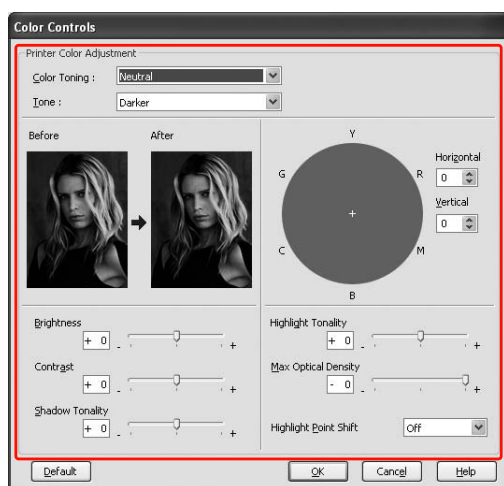 Color Controls
Printer Color Adjustment
Color Toning : Neutral
Tone : Darker
Before After
Y
G R
C M
B
Horizontal
0
Vertical
0
Brightness
+ 0 - +
Contrast
+ 0 - +
Shadow Tonality
+ 0 - +
Highlight Tonality
+ 0 - +
Max Optical Density
- 0 - +
Highlight Point Shift Off
Default OK Cancel Help